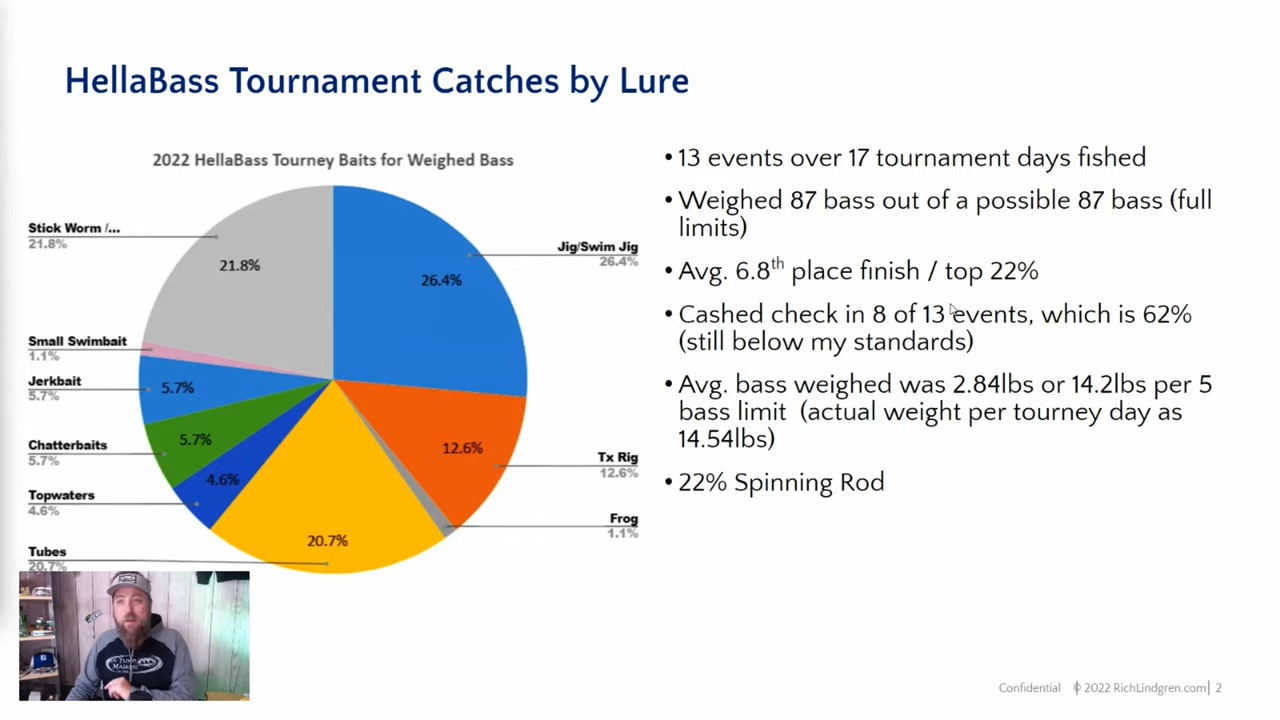 HellaBass Tournament Catches by Lure
2022 HellaBass Tourney Baits for Weighed Bass
Stick Worm /...
21.8%
21.8%
Jig/Swim Jig
26.4%
26.4%
Small Swimbait
1.1%
Jerkbait
5.7%
5.7%
Chatterbaits
5.7%
5.7%
Topwaters
4.6%
4.6%
Tubes
20.7%
20.7%
Tx Rig
12.6%
12.6%
Frog
1.1%
• 13 events over 17 tournament days fished
• Weighed 87 bass out of a possible 87 bass (full
limits)
• Avg. 6.8th place finish / top 22%
• Cashed check in 8 of 13 events, which is 62%
(still below my standards)
• Avg. bass weighed was 2.84lbs or 14.2lbs per 5
bass limit (actual weight per tourney day as
14.54lbs)
• 22% Spinning Rod
Confidential © 2022 RichLindgren.com | 2